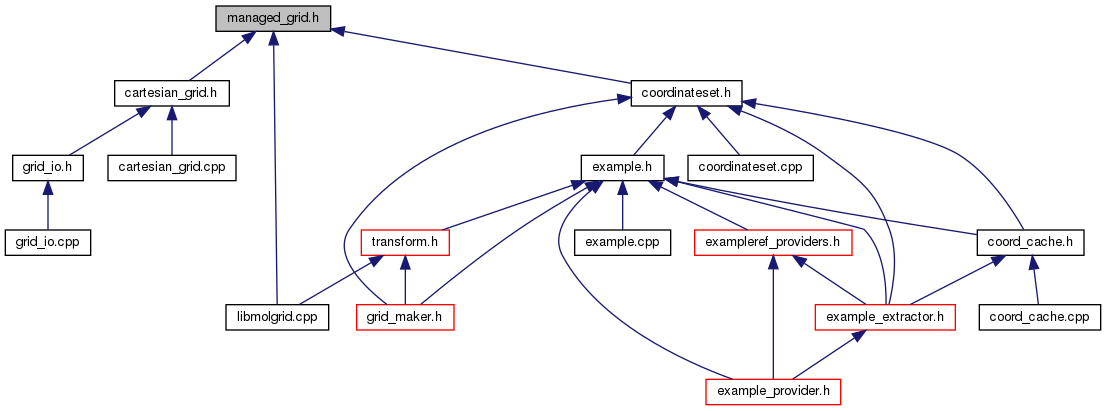 managed_grid.h
cartesian_grid.h
coordinateset.h
grid_io.h
cartesian_grid.cpp
example.h
coordinateset.cpp
grid_io.cpp
transform.h
example.cpp
exampleref_providers.h
coord_cache.h
libmolgrid.cpp
grid_maker.h
example_extractor.h
coord_cache.cpp
example_provider.h